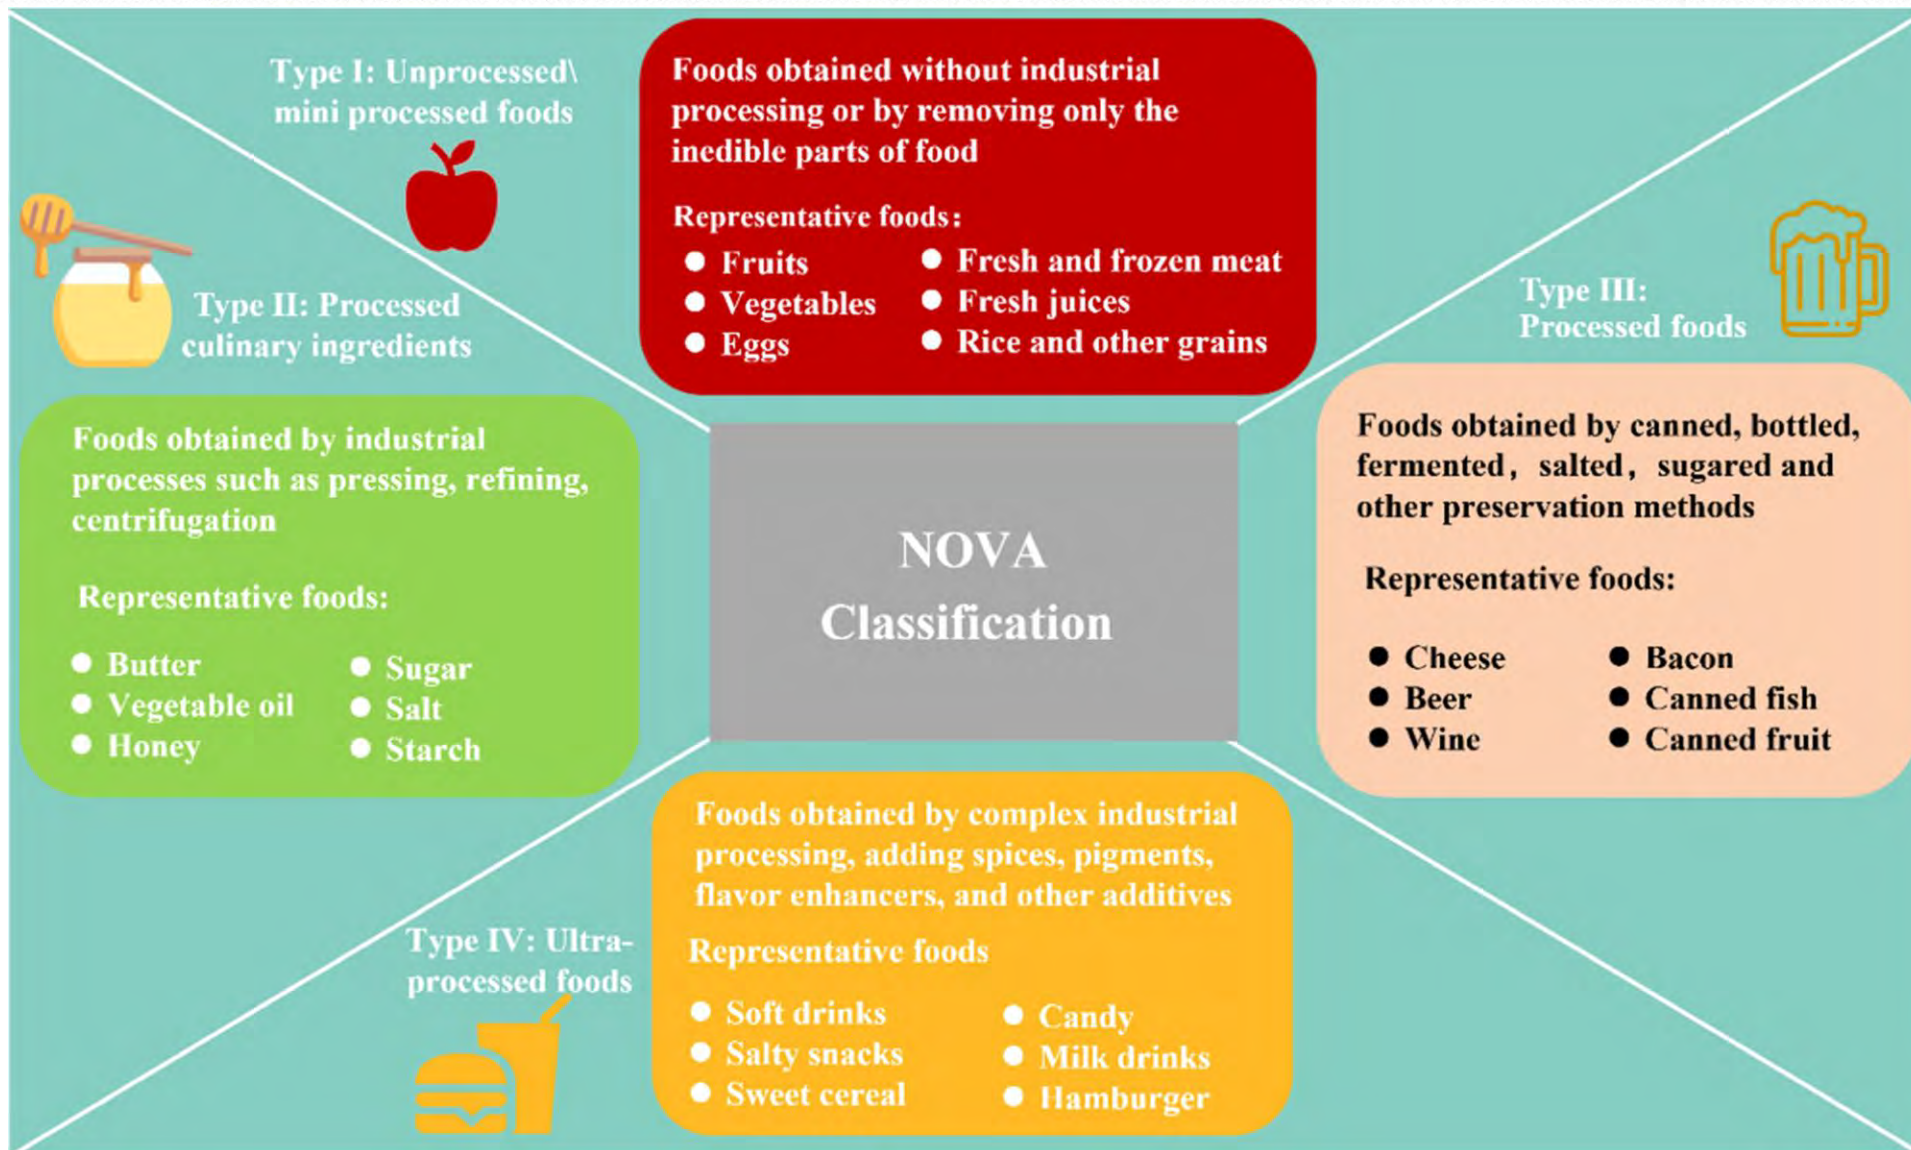 Type I: Unprocessed\
mini processed foods
Foods obtained without industrial
processing or by removing only the
inedible parts of food
Representative foods：
● Fruits
● Vegetables
● Eggs
● Fresh and frozen meat
● Fresh juices
● Rice and other grains
Type II: Processed
culinary ingredients
Foods obtained by industrial
processes such as pressing, refining,
centrifugation
Representative foods:
● Butter
● Vegetable oil
● Honey
● Sugar
● Salt
● Starch
NOVA
Classification
Type III:
Processed foods
Foods obtained by canned, bottled,
fermented，salted，sugared and
other preservation methods
Representative foods:
● Cheese
● Beer
● Wine
● Bacon
● Canned fish
● Canned fruit
Type IV: Ultra-
processed foods
Foods obtained by complex industrial
processing, adding spices, pigments,
flavor enhancers, and other additives
Representative foods
● Soft drinks
● Salty snacks
● Sweet cereal
● Candy
● Milk drinks
● Hamburger